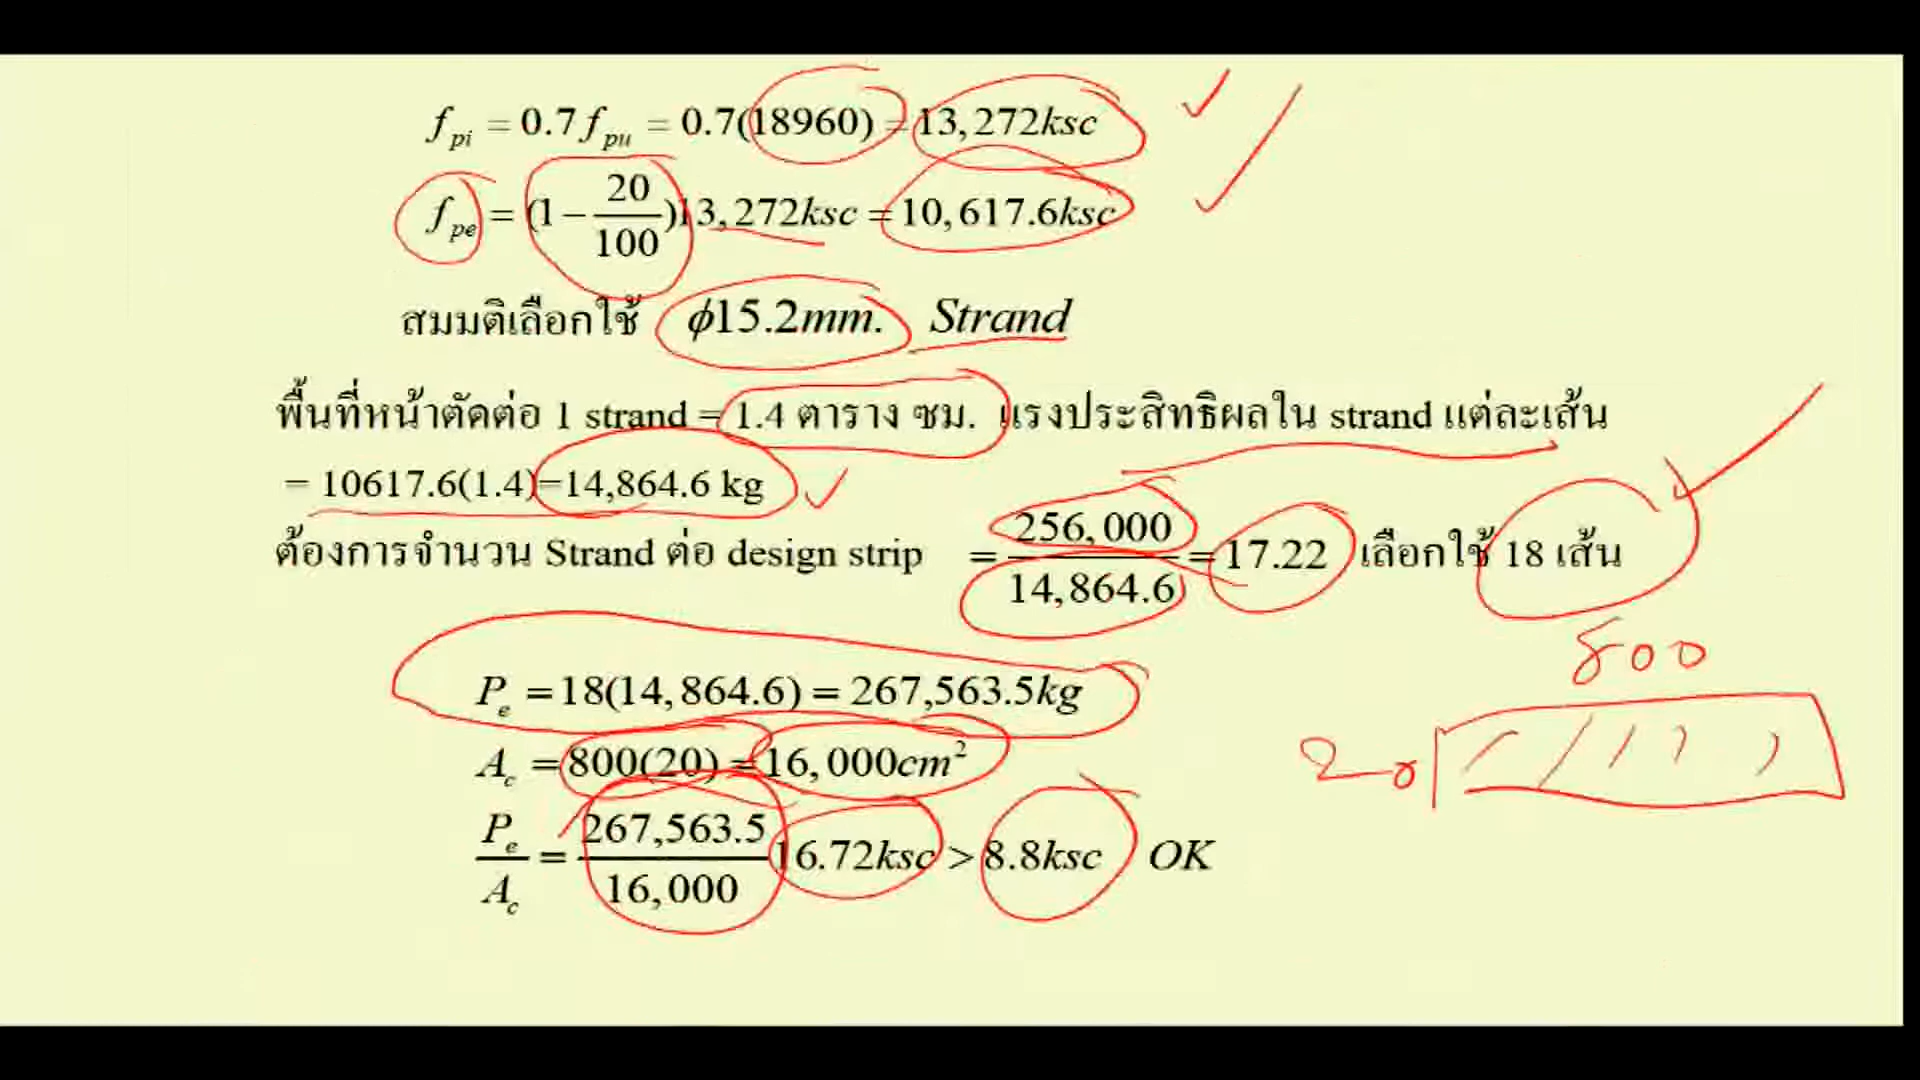 f_pi = 0.7 f_pu = 0.7(18960) = 13,272ksc
f_pe = (1 − 20/100)13,272ksc = 10,617.6ksc
สมมติเลือกใช้ ϕ15.2mm. Strand
พื้นที่หน้าตัดต่อ 1 strand = 1.4 ตาราง ซม. แรงประสิทธิผลใน strand แต่ละเส้น
= 10617.6(1.4)=14,864.6 kg
ต้องการจำนวน Strand ต่อ design strip = 256,000/14,864.6 = 17.22 เลือกใช้ 18 เส้น
800
P_e = 18(14,864.6) = 267,563.5kg
A_c = 800(20) = 16,000cm²
20
P_e/A_c = 267,563.5/16,000 16.72ksc > 8.8ksc OK